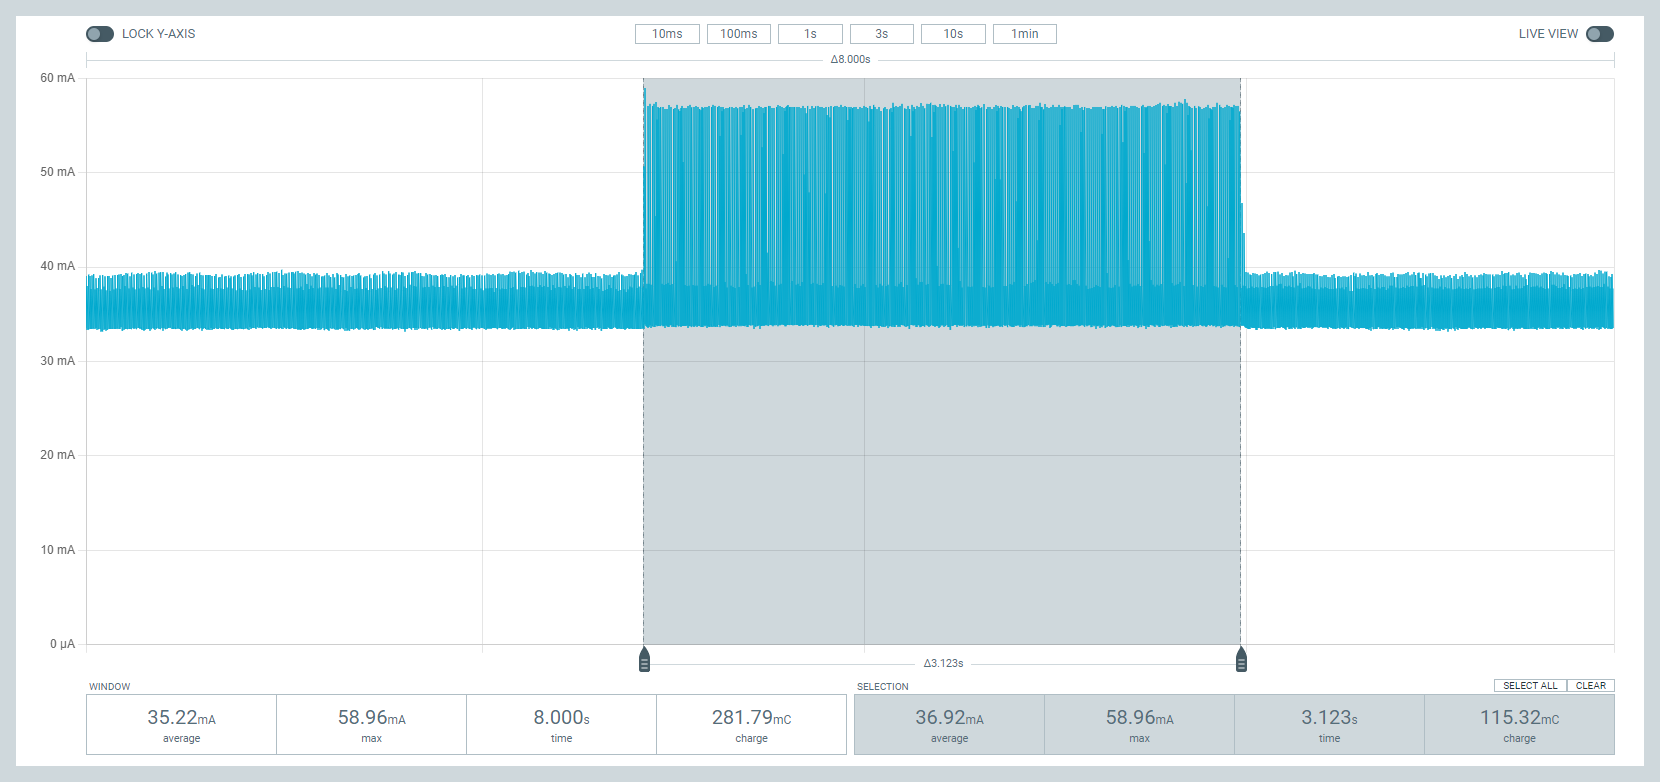 LOCK Y-AXIS
10ms 100ms 1s 3s 10s 1min
LIVE VIEW
Δ8.000s
60 mA
50 mA
40 mA
30 mA
20 mA
10 mA
0 µA
Δ3.123s
WINDOW
35.22mA
average
58.96mA
max
8.000s
time
281.79mC
charge
SELECTION
SELECT ALL CLEAR
36.92mA
average
58.96mA
max
3.123s
time
115.32mC
charge